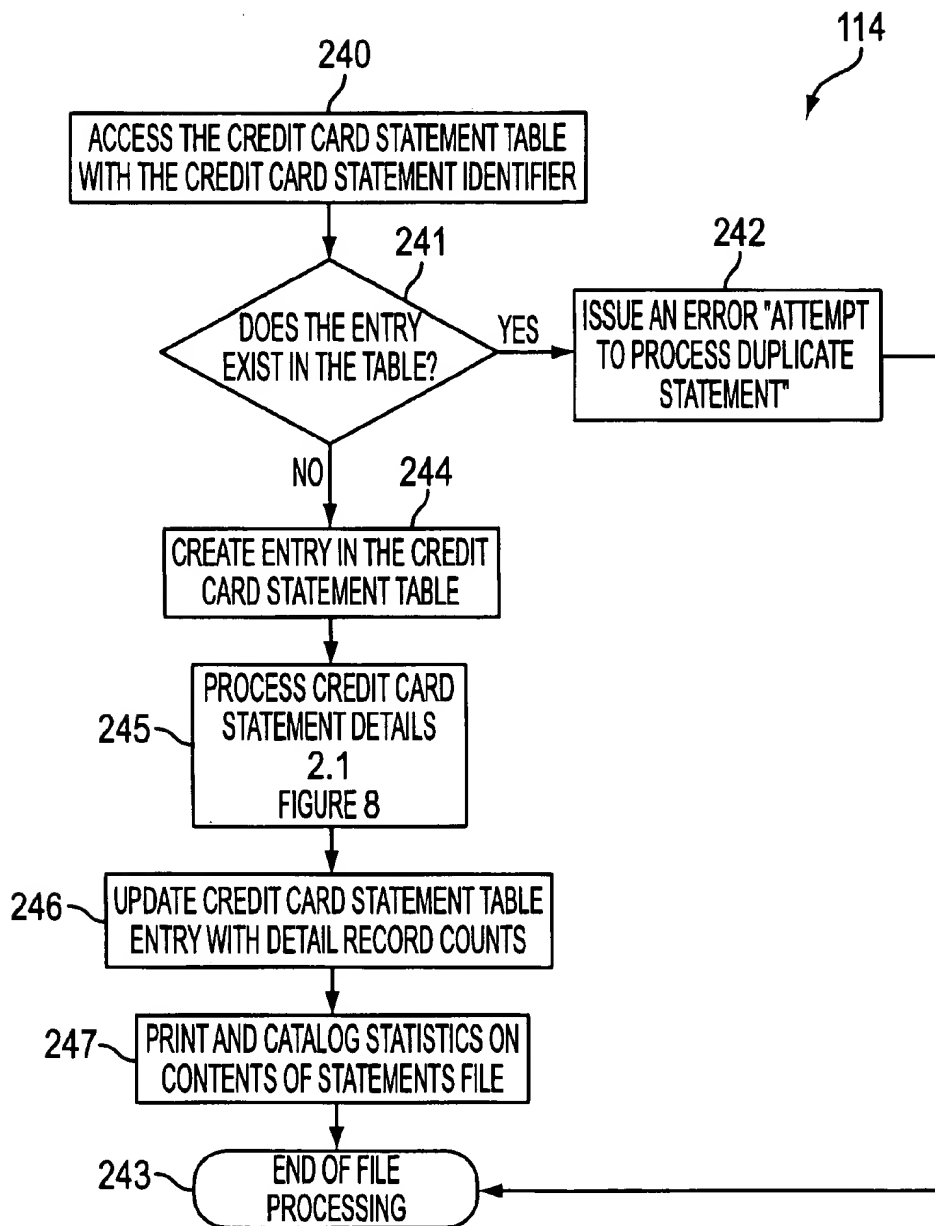 114
240
ACCESS THE CREDIT CARD STATEMENT TABLE
WITH THE CREDIT CARD STATEMENT IDENTIFIER
241
DOES THE ENTRY
EXIST IN THE TABLE?
YES
242
ISSUE AN ERROR "ATTEMPT
TO PROCESS DUPLICATE
STATEMENT"
NO
244
CREATE ENTRY IN THE CREDIT
CARD STATEMENT TABLE
245
PROCESS CREDIT CARD
STATEMENT DETAILS
2.1
FIGURE 8
246
UPDATE CREDIT CARD STATEMENT TABLE
ENTRY WITH DETAIL RECORD COUNTS
247
PRINT AND CATALOG STATISTICS ON
CONTENTS OF STATEMENTS FILE
243
END OF FILE
PROCESSING